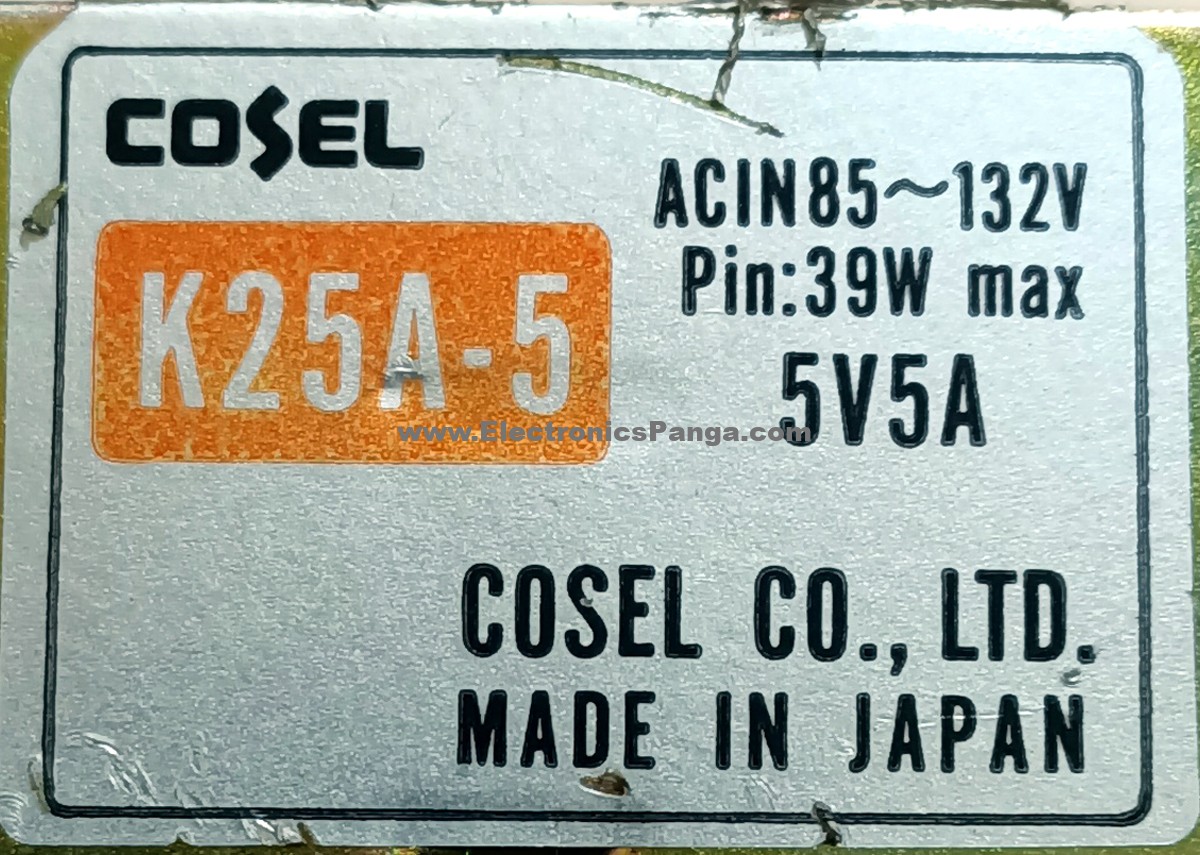 COSEL
ACIN85~132V
K25A-5
Pin:39W max
5V5A
www.ElectronicsPanga.com
COSEL CO., LTD.
MADE IN JAPAN